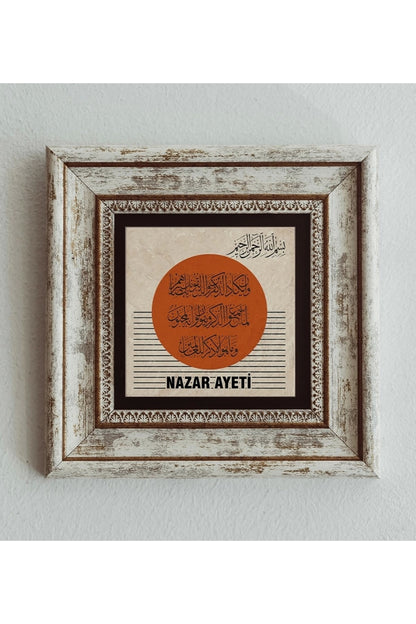 بسم الله الرحمن الرحيم
وإن يكاد الذين كفروا ليزلقونك بأبصارهم
لما سمعوا الذكر ويقولون إنه لمجنون
وما هو إلا ذكر للعالمين
NAZAR AYETİ